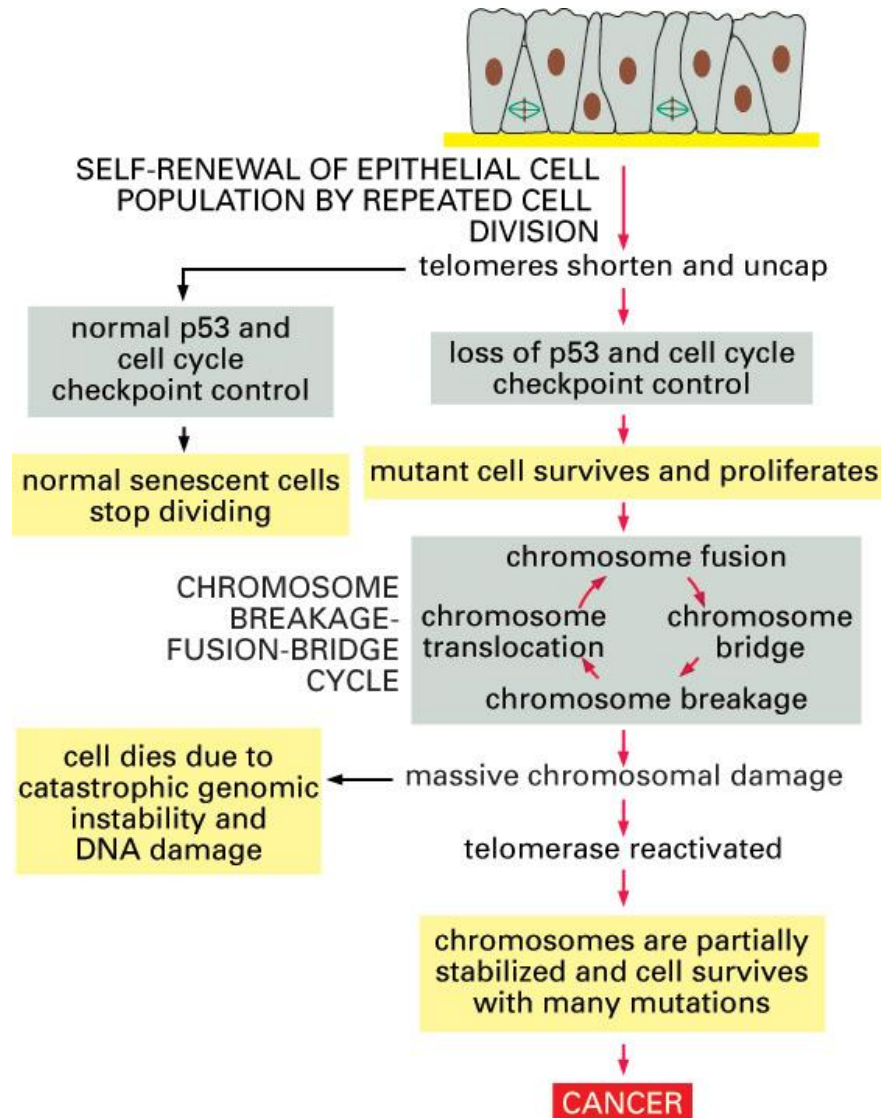 SELF-RENEWAL OF EPITHELIAL CELL
POPULATION BY REPEATED CELL
DIVISION
telomeres shorten and uncap
normal p53 and
cell cycle
checkpoint control
loss of p53 and cell cycle
checkpoint control
normal senescent cells
stop dividing
mutant cell survives and proliferates
CHROMOSOME
BREAKAGE-
FUSION-BRIDGE
CYCLE
chromosome fusion
chromosome
translocation
chromosome
bridge
chromosome breakage
cell dies due to
catastrophic genomic
instability and
DNA damage
massive chromosomal damage
telomerase reactivated
chromosomes are partially
stabilized and cell survives
with many mutations
CANCER